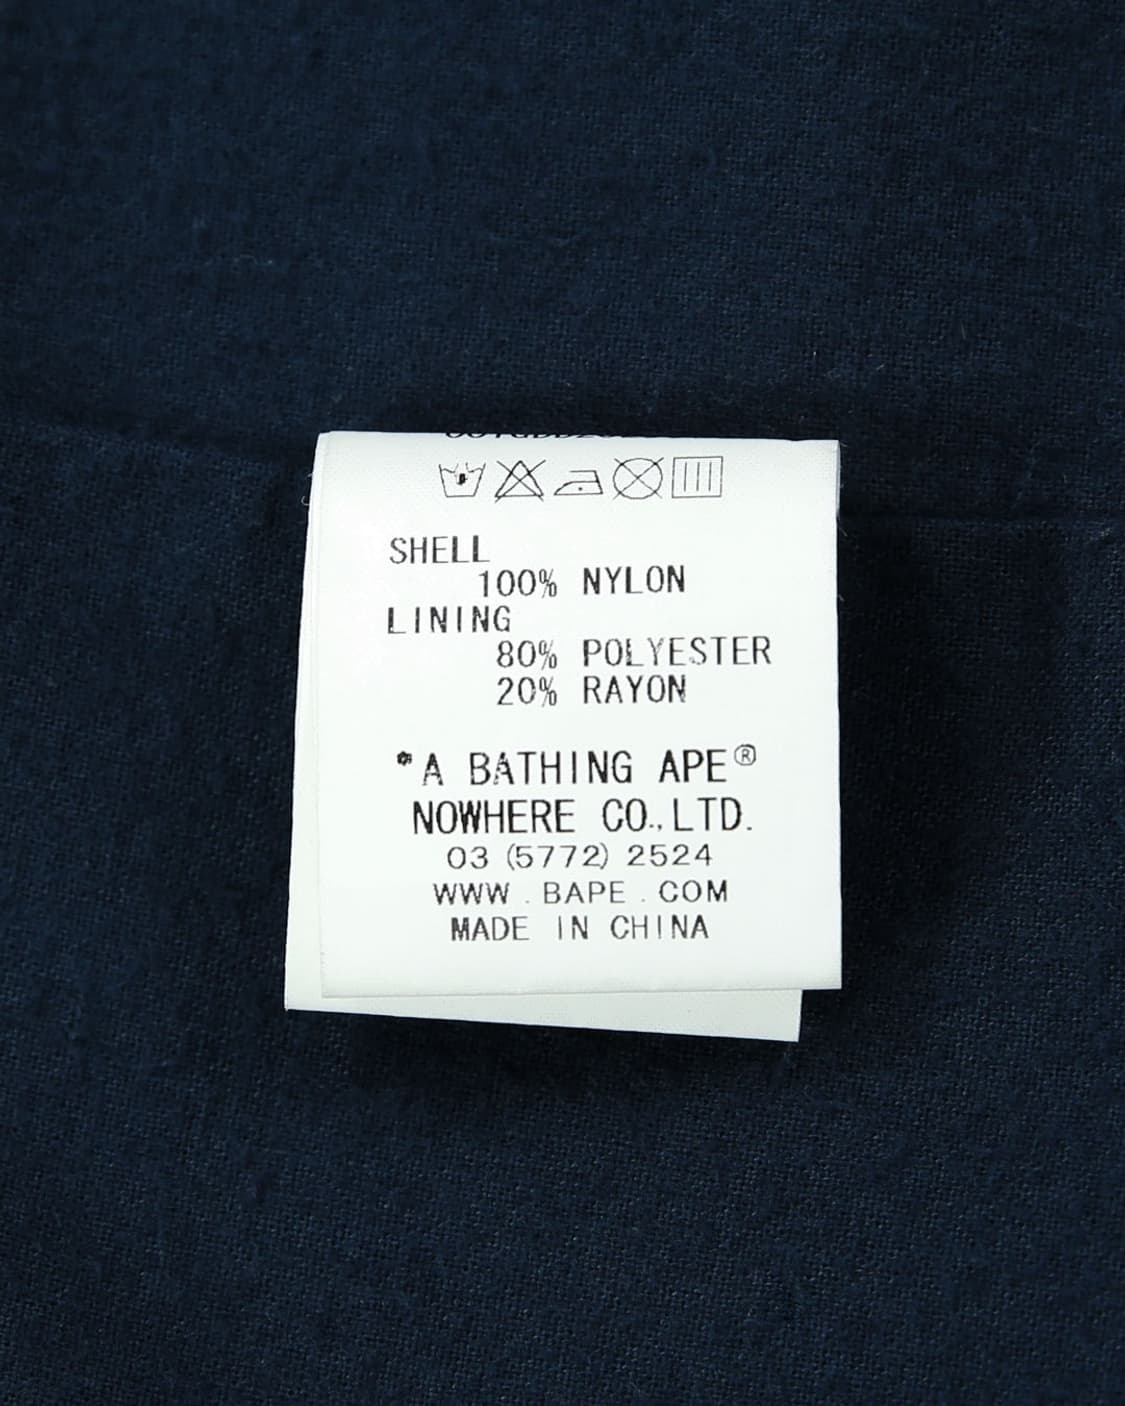 SHELL
100% NYLON
LINING
80% POLYESTER
20% RAYON
*A BATHING APE®
NOWHERE CO.,LTD.
03 (5772) 2524
WWW . BAPE . COM
MADE IN CHINA